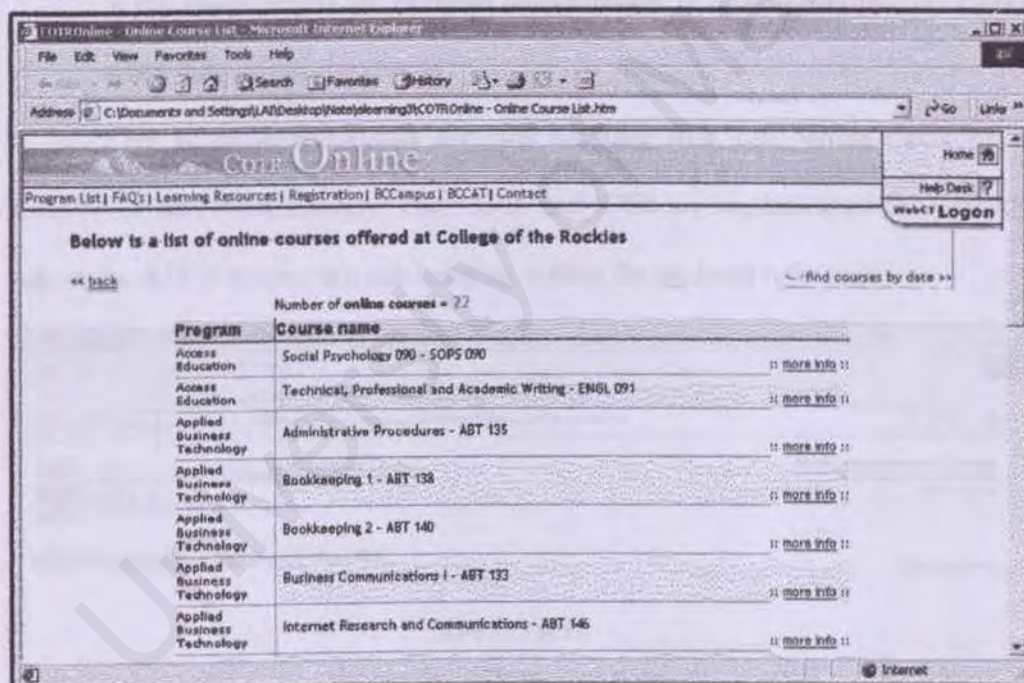 COTROnline - Online Course List - Microsoft Internet Explorer
File Edit View Favorites Tools Help
Search Favorites History
Address C:\Documents and Settings\LAI\Desktop\Note\elearning3\COTROnline - Online Course List.htm Go Links »
COTR Online
Home
Program List | FAQ's | Learning Resources | Registration | BCCampus | BCCAT | Contact
Help Desk ?
WebCT Logon
Below is a list of online courses offered at College of the Rockies
«« back
find courses by date »»
Number of online courses = 22
Program Course name
Access Education
Social Psychology 090 - SOPS 090
:: more info ::
Access Education
Technical, Professional and Academic Writing - ENGL 091
:: more info ::
Applied Business Technology
Administrative Procedures - ABT 135
:: more info ::
Applied Business Technology
Bookkeeping 1 - ABT 138
:: more info ::
Applied Business Technology
Bookkeeping 2 - ABT 140
:: more info ::
Applied Business Technology
Business Communications I - ABT 133
:: more info ::
Applied Business Technology
Internet Research and Communications - ABT 146
:: more info ::
Internet
University of